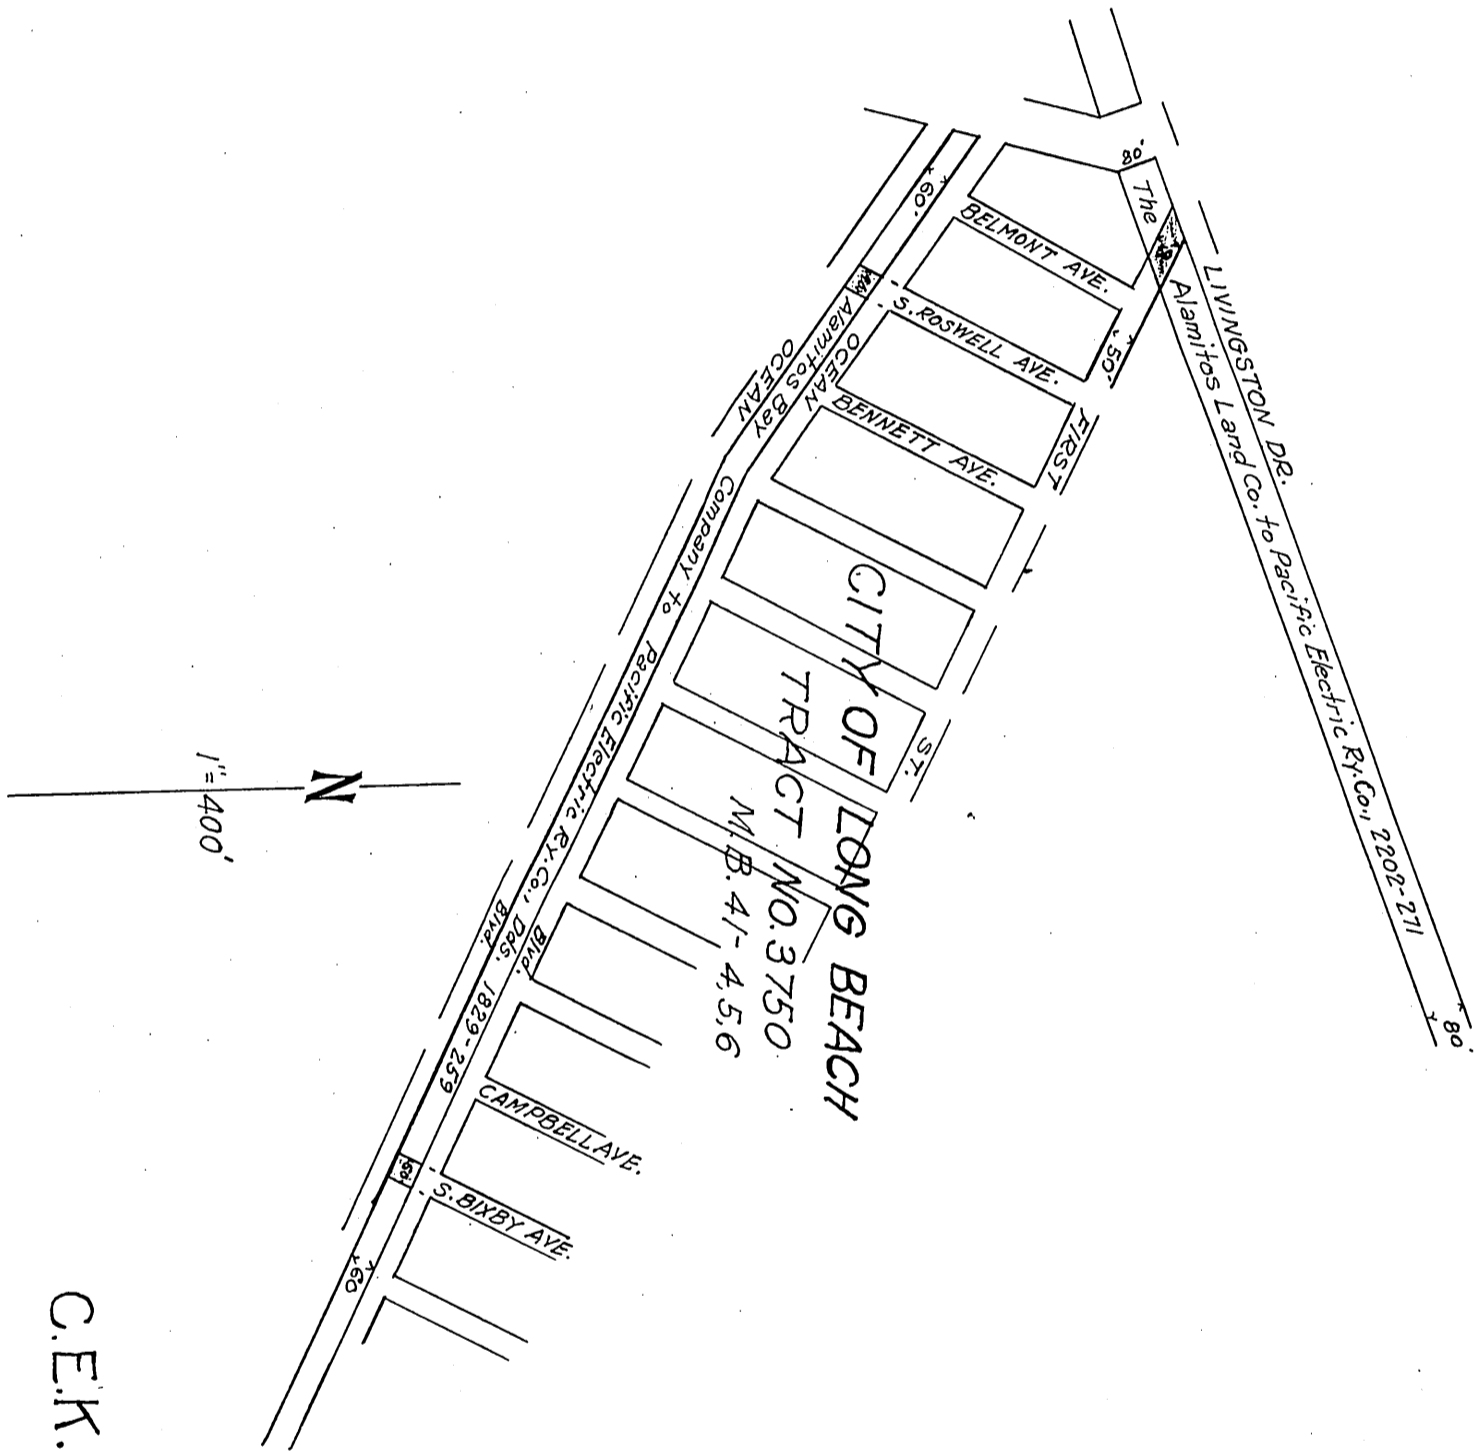 LIVINGSTON DR.
80'
The Alamitos Land Co. to Pacific Electric Ry. Co., 2202-271
80'
50'
FIRST ST.
BELMONT AVE.
S. ROSWELL AVE.
BENNETT AVE.
60'
OCEAN Blvd.
Alamitos Bay Company to Pacific Electric Ry. Co., Dds. 1829-259
OCEAN Blvd.
CITY OF LONG BEACH
TRACT NO. 3750
M.B. 41-4,5,6
CAMPBELL AVE.
S. BIXBY AVE.
60'
60
N
1"=400'
C.E.K.